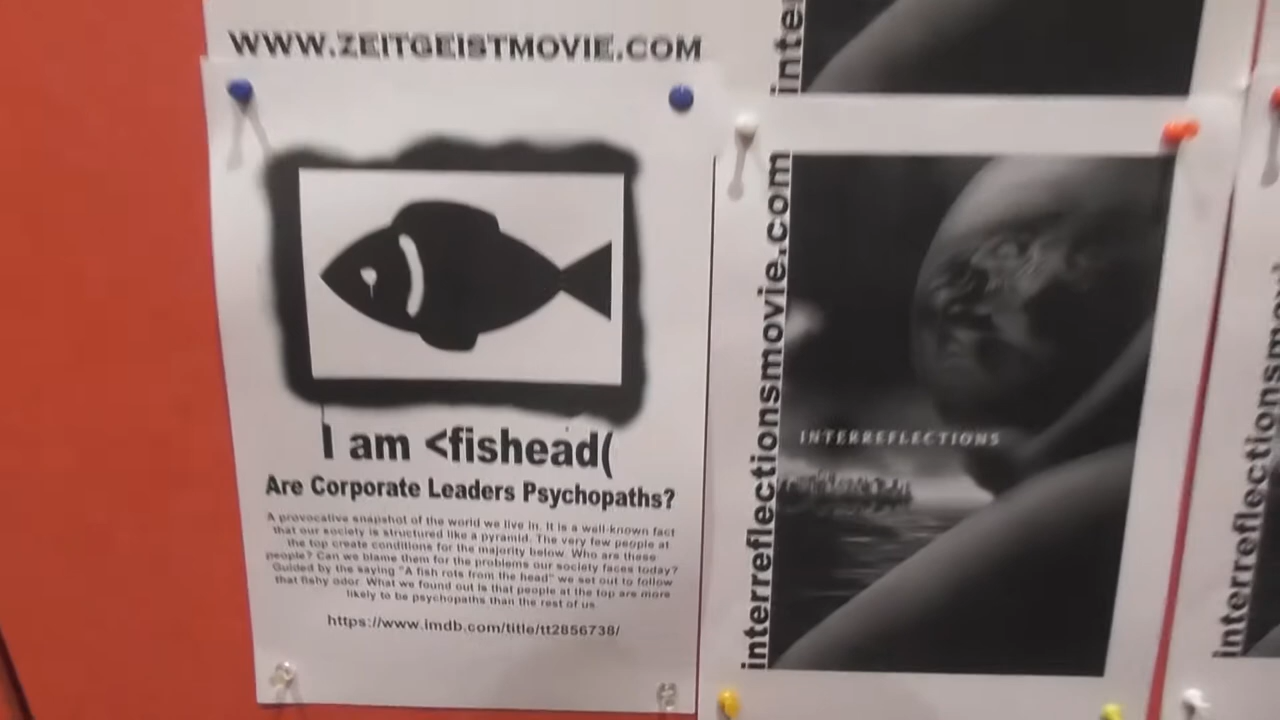 WWW.ZEITGEISTMOVIE.COM
I am <fishead(
Are Corporate Leaders Psychopaths?
A provocative snapshot of the world we live in. It is a well-known fact
that our society is structured like a pyramid. The very few people at
the top create conditions for the majority below. Who are these
people? Can we blame them for the problems our society faces today?
Guided by the saying "A fish rots from the head" we set out to follow
that fishy odor. What we found out is that people at the top are more
likely to be psychopaths than the rest of us.
https://www.imdb.com/title/tt2856738/
inte
interreflectionsmovie.com
INTERREFLECTIONS
interreflectionsmovi